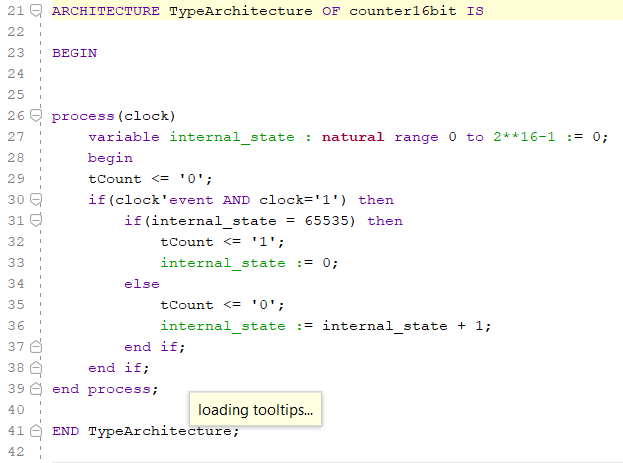 21 ARCHITECTURE TypeArchitecture OF counter16bit IS
22
23 BEGIN
24
25
26 process(clock)
27 variable internal_state : natural range 0 to 2**16-1 := 0;
28 begin
29 tCount <= '0';
30 if(clock'event AND clock='1') then
31 if(internal_state = 65535) then
32 tCount <= '1';
33 internal_state := 0;
34 else
35 tCount <= '0';
36 internal_state := internal_state + 1;
37 end if;
38 end if;
39 end process;
40 loading tooltips...
41 END TypeArchitecture;
42